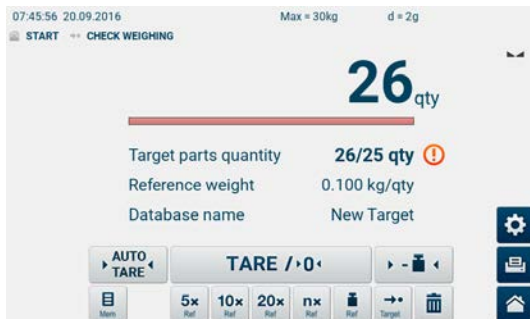 07:45:56 20.09.2016 Max = 30kg d = 2g
START CHECK WEIGHING
26 qty
Target parts quantity 26/25 qty
Reference weight 0.100 kg/qty
Database name New Target
AUTO TARE TARE / 0 -
Mem 5x Ref 10x Ref 20x Ref nx Ref Ref Target